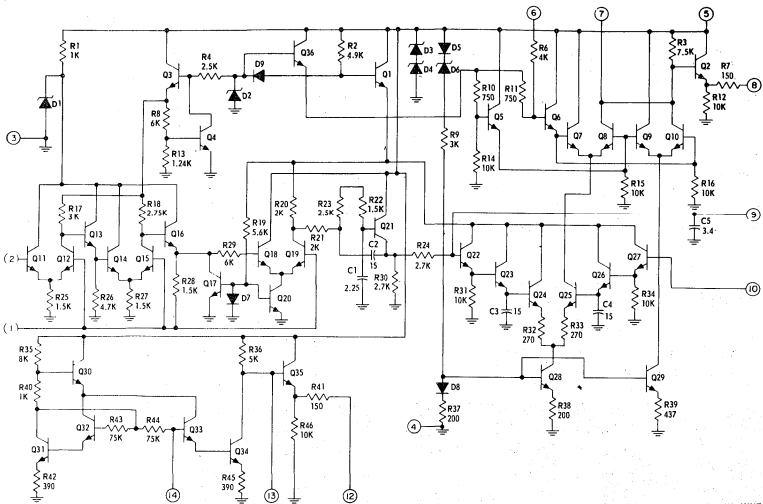 6 7 5
R1 1K
R4 2.5K
Q36
R2 4.9K
D3 D5
R6 4K
R3 7.5K
Q2
R7 150
Q3
D9
Q1
D4 D6
8
D1
D2
R10 750
R11 750
R12 10K
R8 6K
Q5 Q6 Q7 Q8 Q9 Q10
3
Q4
R9 3K
R13 1.24K
R14 10K
R15 10K
R16 10K
R17 3K
R18 2.75K
Q16
R20 2K
R23 2.5K
R22 1.5K
Q21
9
Q13
R19 5.6K
C5 3.4
R29 6K
R21 2K
C2 15
R24 2.7K
2
Q11 Q12 Q14 Q15
Q18 Q19
Q22 Q27
Q23 Q26
C1 2.25
R30 2.7K
10
R25 1.5K
R26 4.7K
R27 1.5K
R28 1.5K
Q17
D7
Q20
R31 10K
Q24 Q25
R34 10K
C3 15
C4 15
1
R32 270
R33 270
R35 8K
Q30
R36 5K
Q35
R40 1K
R41 150
D8
Q28 Q29
R43 75K
R44 75K
Q31 Q32 Q33
R37 200
R38 200
R39 437
Q34
R46 10K
4
R42 390
R45 390
14 13 12